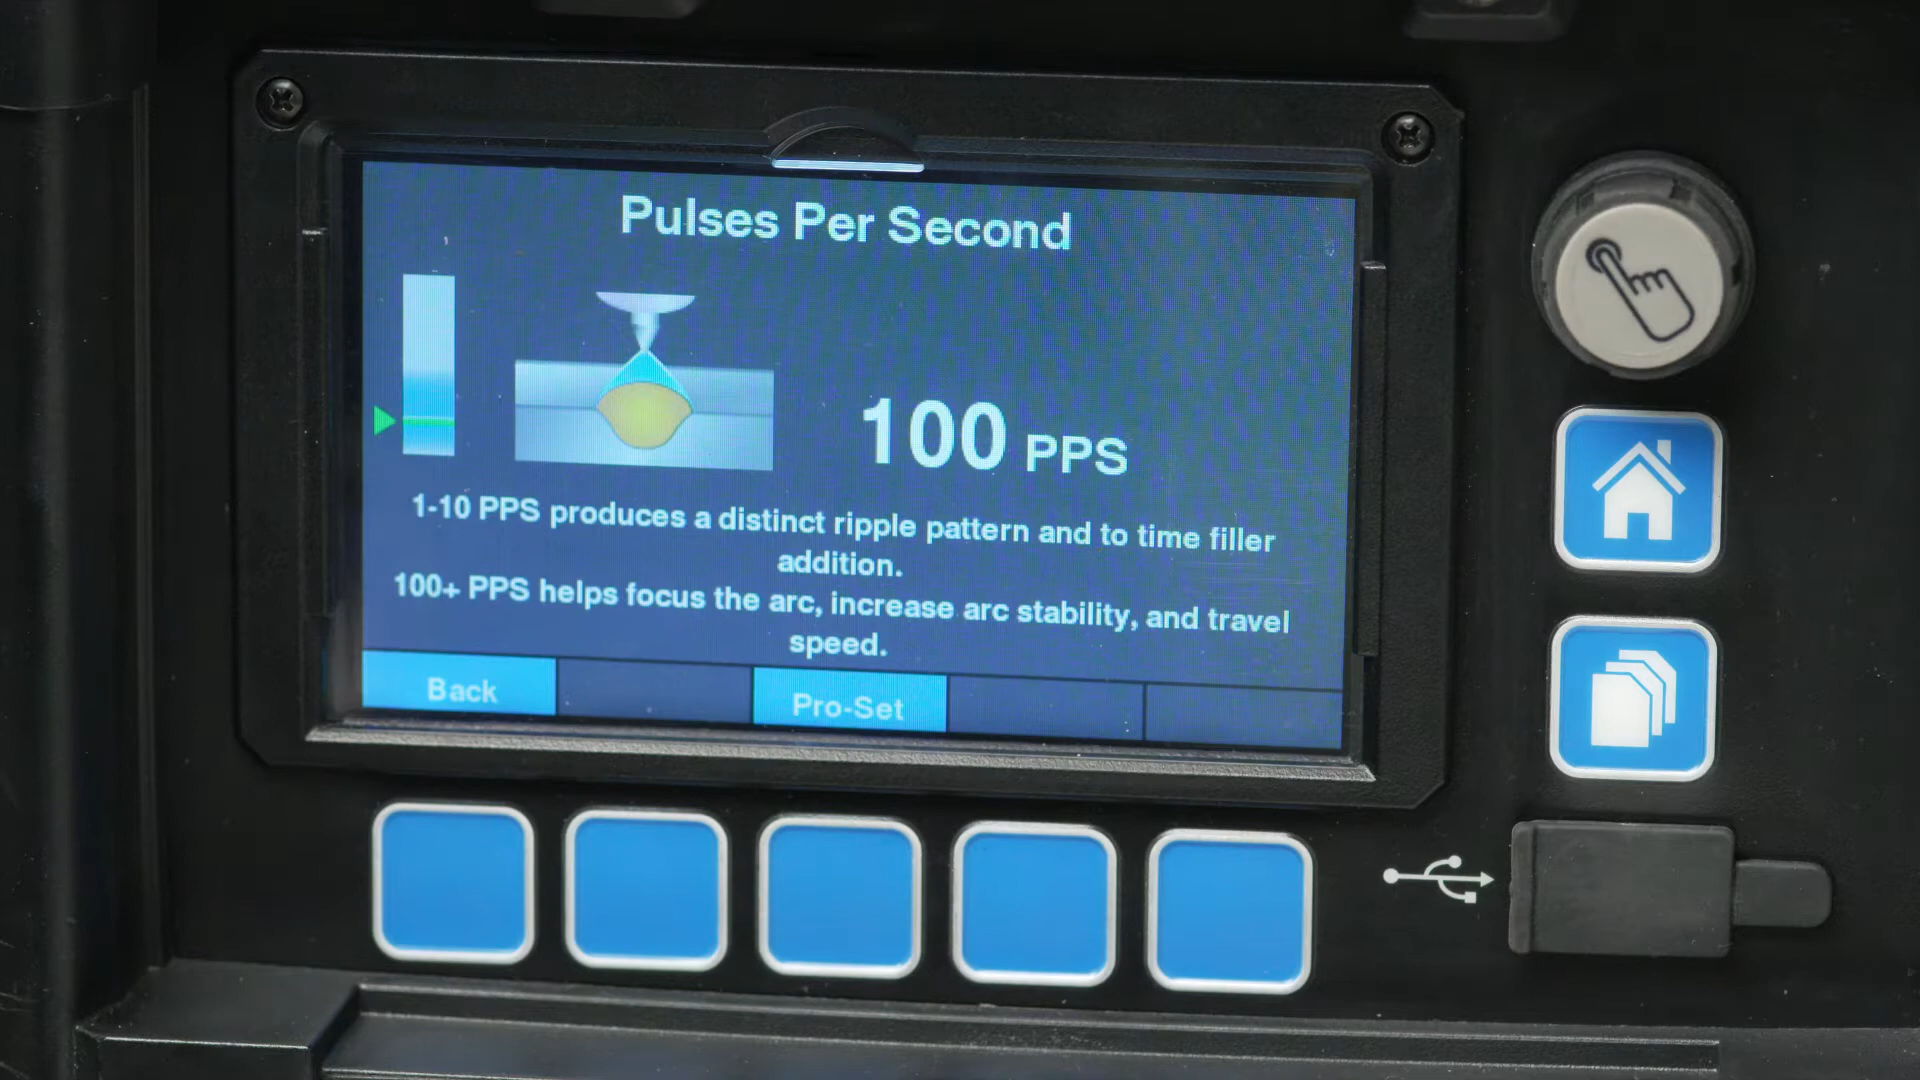 Pulses Per Second
100 PPS
1-10 PPS produces a distinct ripple pattern and to time filler
addition.
100+ PPS helps focus the arc, increase arc stability, and travel
speed.
Back
Pro-Set